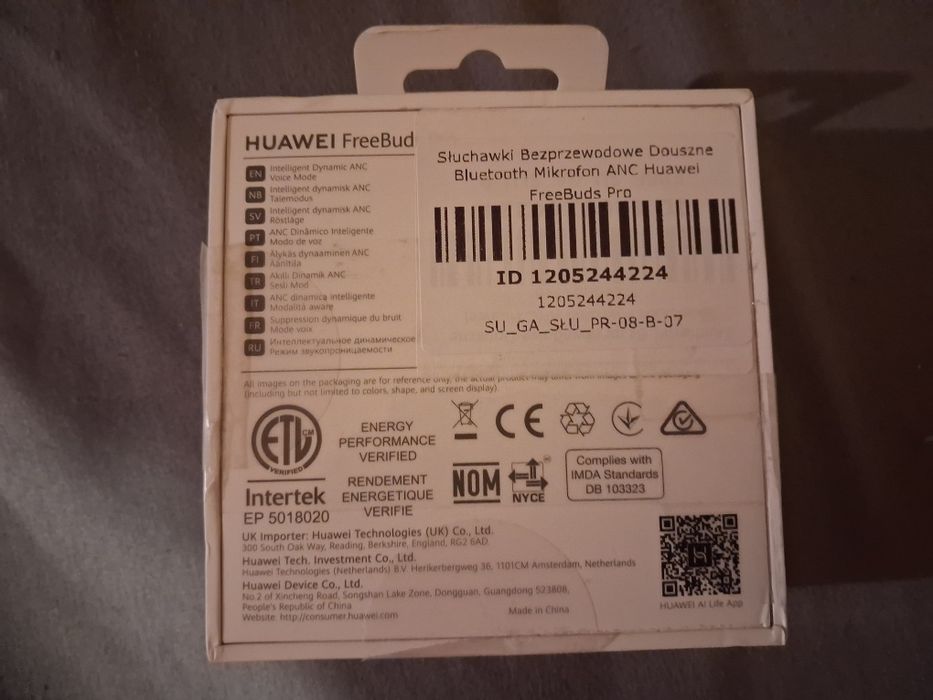 HUAWEI FreeBud
EN Intelligent Dynamic ANC
Voice Mode
NB Intelligent dynamisk ANC
Talemodus
SV Intelligent dynamisk ANC
Röstläge
PT ANC Dinâmico Inteligente
Modo de voz
FI Älykäs dynaaminen ANC
Äänitila
TR Akıllı Dinamik ANC
Sesli Mod
IT ANC dinamica intelligente
Modalità aware
FR Suppression dynamique du bruit
Mode voix
RU Интеллектуальное динамическое
Режим звукопроницаемости
Słuchawki Bezprzewodowe Douszne
Bluetooth Mikrofon ANC Huawei
FreeBuds Pro
ID 1205244224
1205244224
SU_GA_SŁU_PR-08-B-07
All images on the packaging are for reference only, the actual product may differ from images on the packaging
(including but not limited to colors, shape, and screen display).
ETL CM
VERIFIED
Intertek
EP 5018020
ENERGY
PERFORMANCE
VERIFIED
RENDEMENT
ENERGETIQUE
VERIFIE
CE
NOM
NYCE
Complies with
IMDA Standards
DB 103323
UK Importer: Huawei Technologies (UK) Co., Ltd.
300 South Oak Way, Reading, Berkshire, England, RG2 6AD
Huawei Tech. Investment Co., Ltd.
Huawei Technologies (Netherlands) B.V. Herikerbergweg 36, 1101CM Amsterdam, Netherlands
Huawei Device Co., Ltd.
No.2 of Xincheng Road, Songshan Lake Zone, Dongguan, Guangdong 523808,
People's Republic of China
Website: http://consumer.huawei.com
Made in China
HUAWEI AI Life App